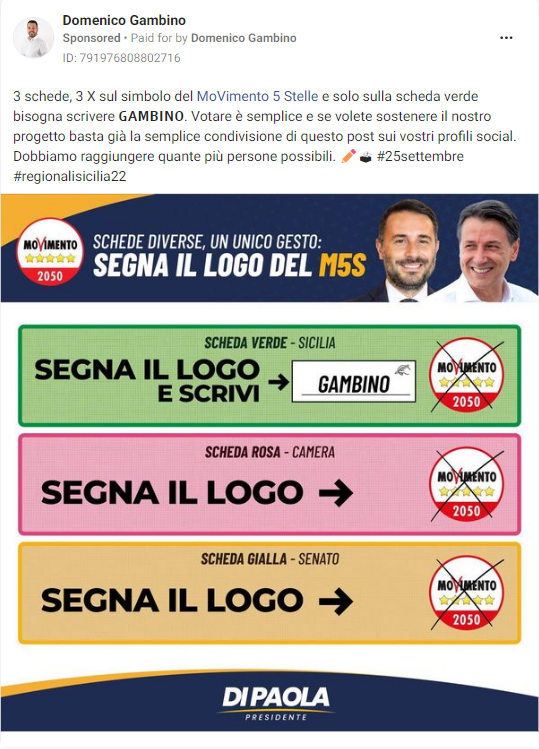 Domenico Gambino
Sponsored • Paid for by Domenico Gambino
ID: 791976808802716
3 schede, 3 X sul simbolo del MoVimento 5 Stelle e solo sulla scheda verde
bisogna scrivere GAMBINO. Votare è semplice e se volete sostenere il nostro
progetto basta già la semplice condivisione di questo post sui vostri profili social.
Dobbiamo raggiungere quante più persone possibili. ✏️🗳️ #25settembre
#regionalisicilia22
MOVIMENTO
2050
SCHEDE DIVERSE, UN UNICO GESTO:
SEGNA IL LOGO DEL M5S
SCHEDA VERDE - SICILIA
SEGNA IL LOGO
E SCRIVI
GAMBINO
MOVIMENTO
2050
SCHEDA ROSA - CAMERA
SEGNA IL LOGO
MOVIMENTO
2050
SCHEDA GIALLA - SENATO
SEGNA IL LOGO
MOVIMENTO
2050
DI PAOLA
PRESIDENTE